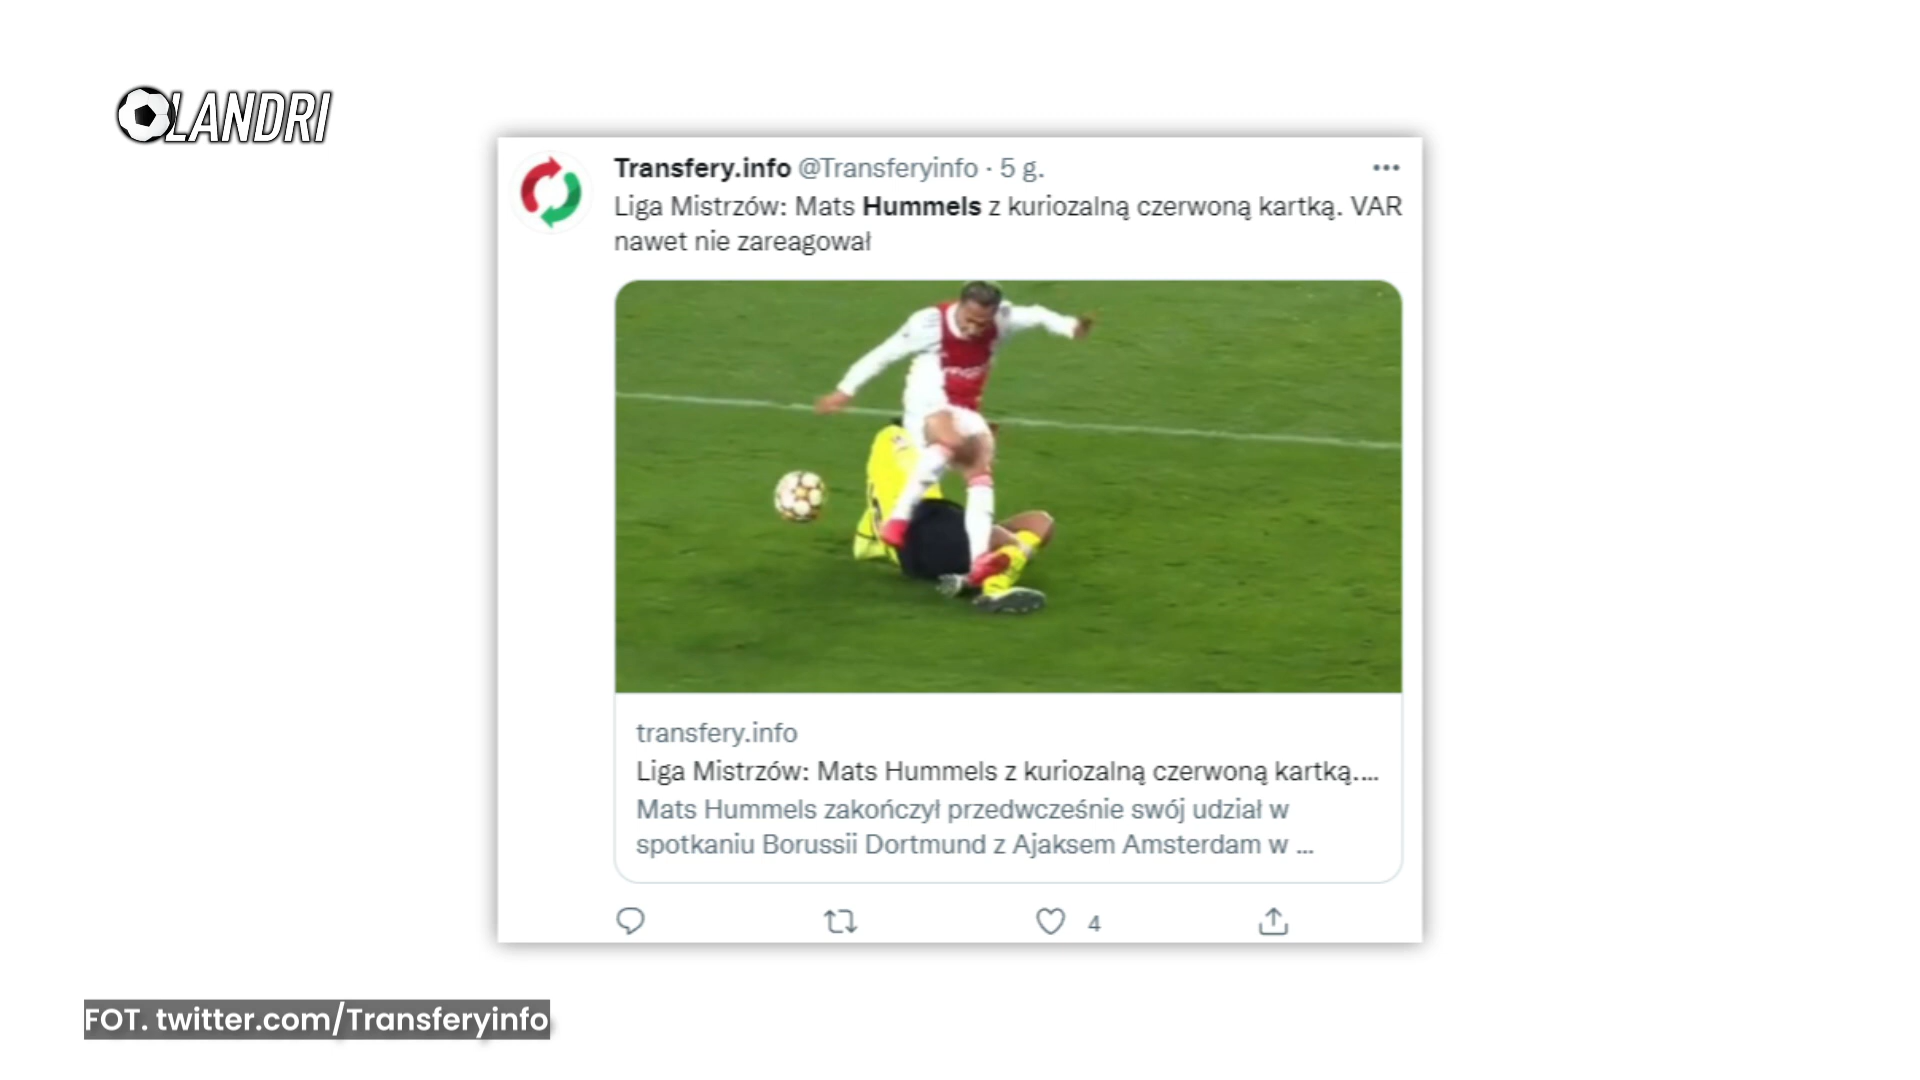 OLANDRI
Transfery.info @Transferyinfo · 5 g.
Liga Mistrzów: Mats Hummels z kuriozalną czerwoną kartką. VAR
nawet nie zareagował
transfery.info
Liga Mistrzów: Mats Hummels z kuriozalną czerwoną kartką....
Mats Hummels zakończył przedwcześnie swój udział w
spotkaniu Borussii Dortmund z Ajaksem Amsterdam w ...
4
FOT. twitter.com/Transferyinfo